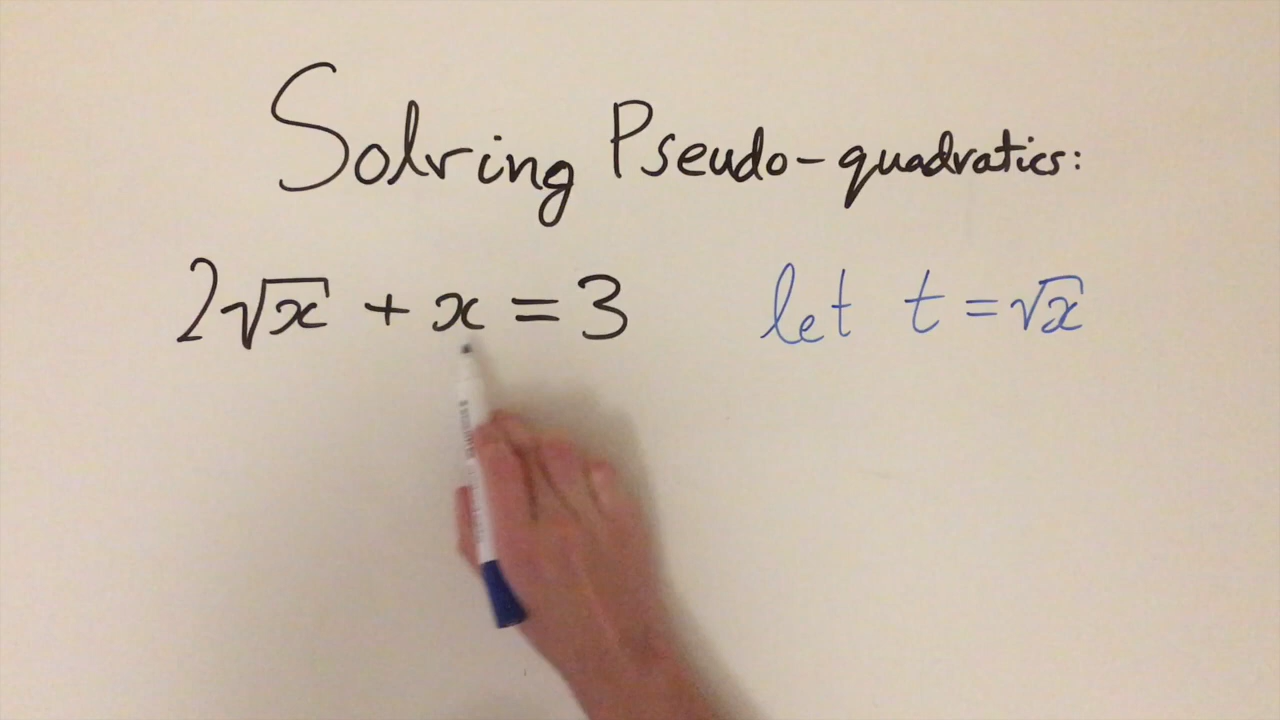 Solving Pseudo-quadratics:
2√x + x = 3 let t = √x